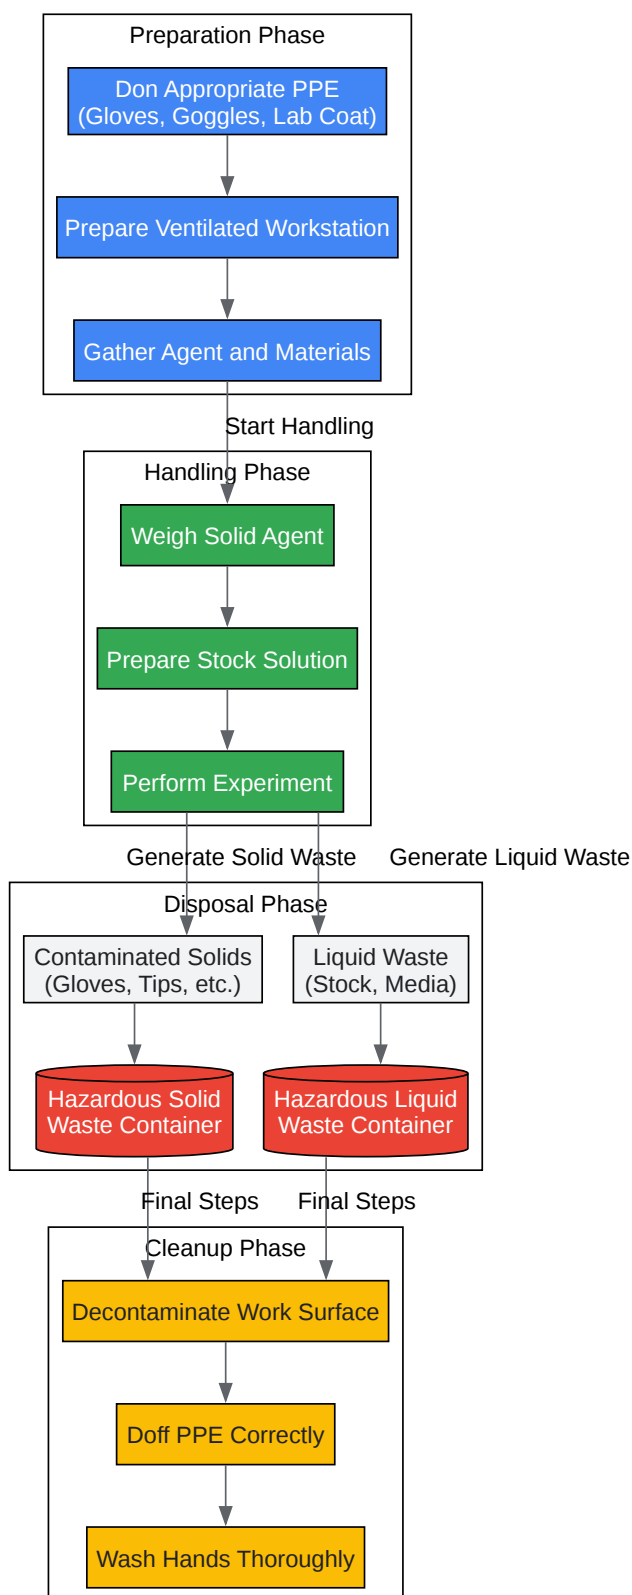 Preparation Phase
Don Appropriate PPE
(Gloves, Goggles, Lab Coat)
Prepare Ventilated Workstation
Gather Agent and Materials
Start Handling
Handling Phase
Weigh Solid Agent
Prepare Stock Solution
Perform Experiment
Generate Solid Waste
Generate Liquid Waste
Disposal Phase
Contaminated Solids
(Gloves, Tips, etc.)
Liquid Waste
(Stock, Media)
Hazardous Solid
Waste Container
Hazardous Liquid
Waste Container
Final Steps
Final Steps
Cleanup Phase
Decontaminate Work Surface
Doff PPE Correctly
Wash Hands Thoroughly